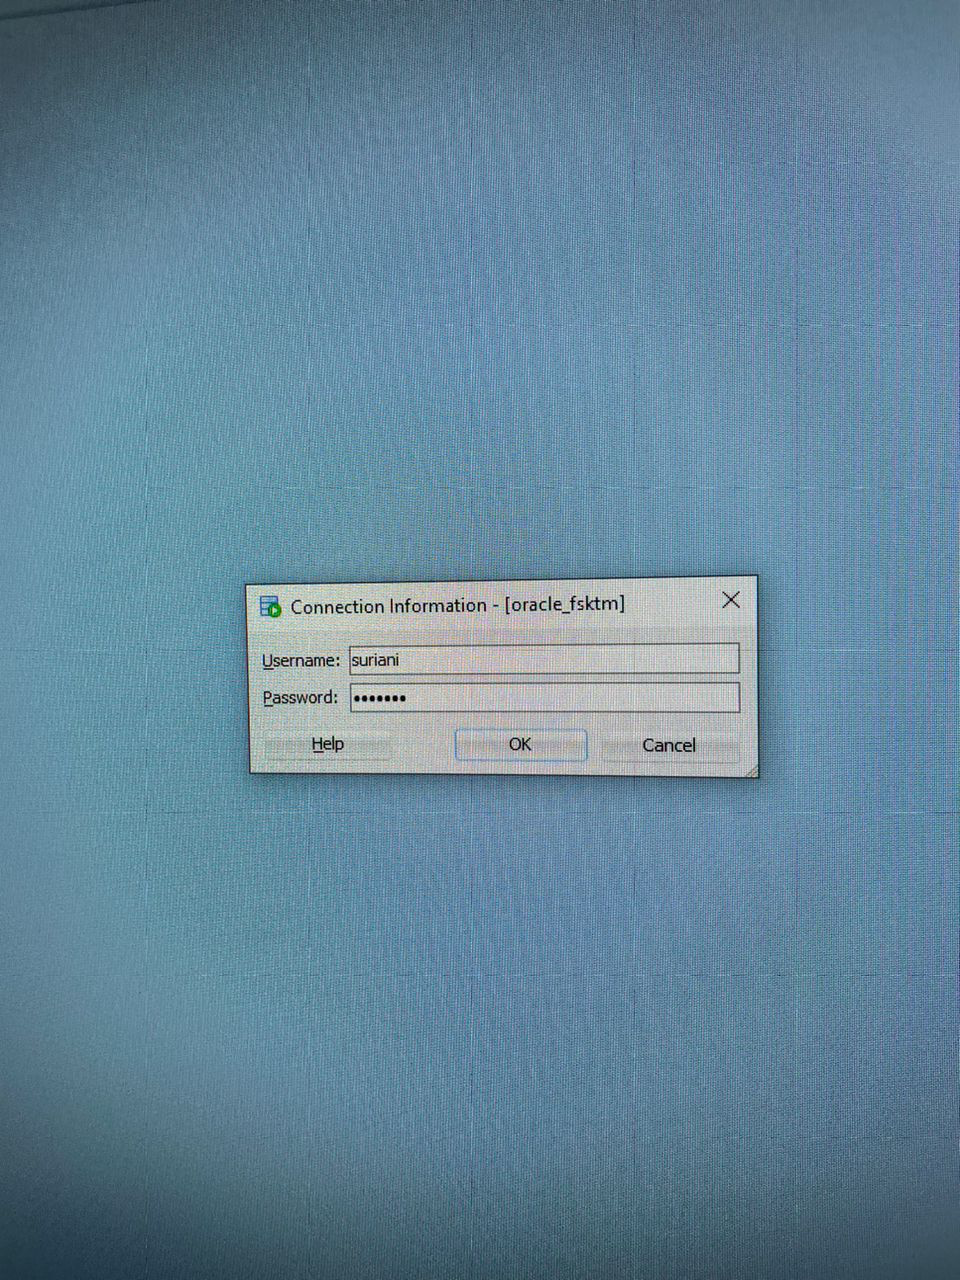 Connection Information - [oracle_fsktm]
Username: suriani
Password: •••••••
Help OK Cancel